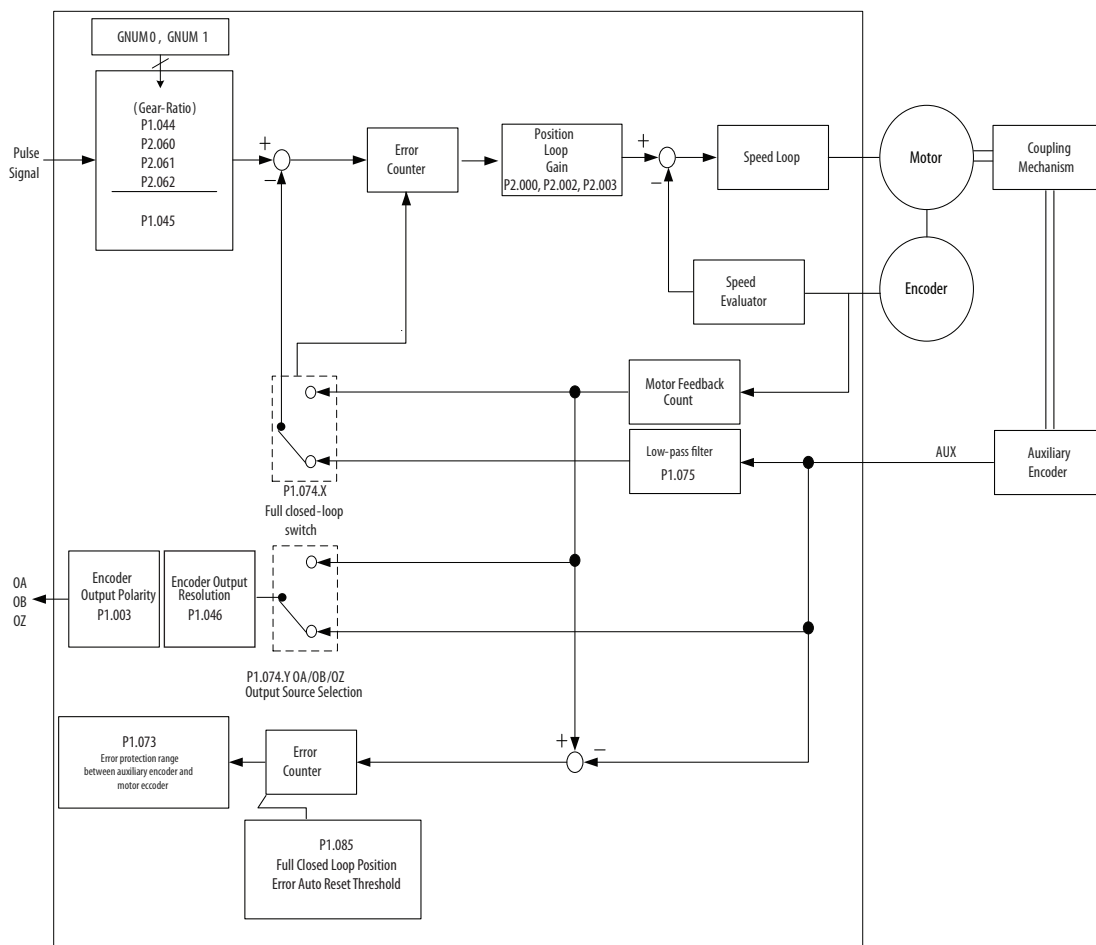 GNUM0 , GNUM 1
(Gear-Ratio)
P1.044
P2.060
P2.061
P2.062
P1.045
Pulse
Signal
+
−
Error
Counter
Position
Loop
Gain
P2.000, P2.002, P2.003
+
−
Speed Loop
Motor
Coupling
Mechanism
Speed
Evaluator
Encoder
Motor Feedback
Count
Low-pass filter
P1.075
AUX
Auxiliary
Encoder
P1.074.X
Full closed-loop
switch
OA
OB
OZ
Encoder
Output Polarity
P1.003
Encoder Output
Resolution
P1.046
P1.074.Y OA/OB/OZ
Output Source Selection
P1.073
Error protection range
between auxiliary encoder and
motor eccoder
Error
Counter
+
−
P1.085
Full Closed Loop Position
Error Auto Reset Threshold